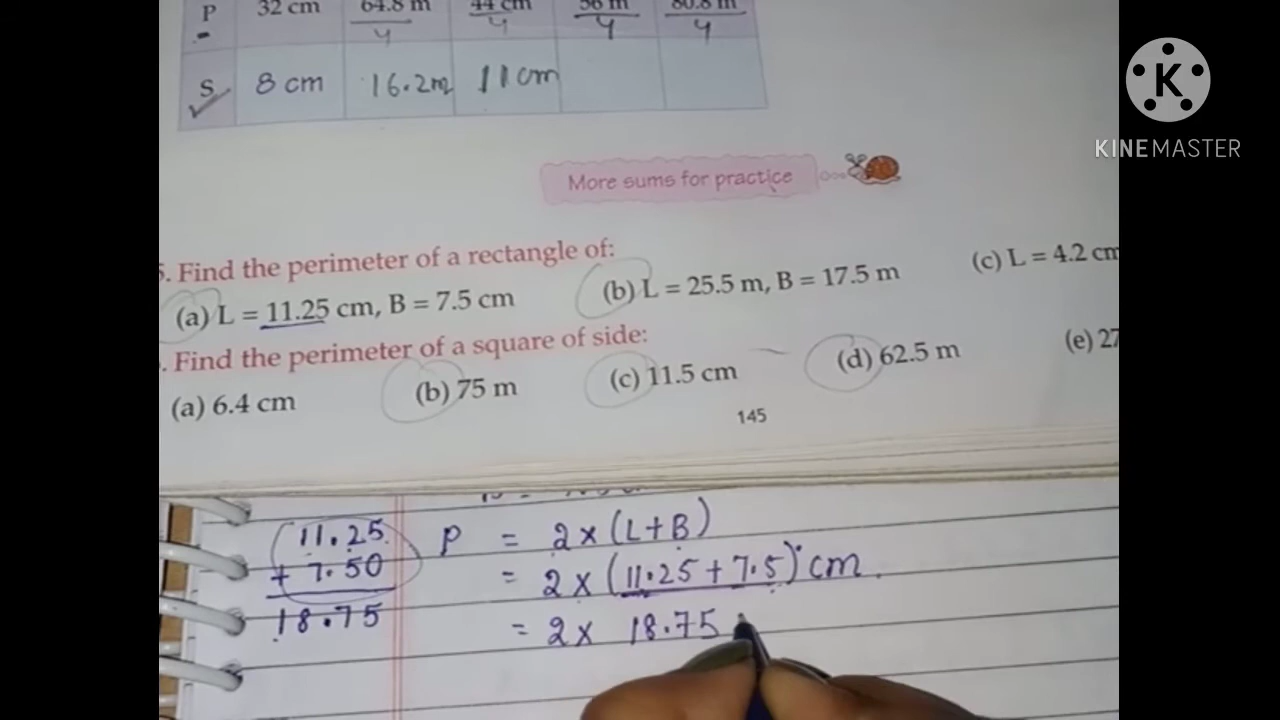 P 32 cm 64.8 m 44 cm 56 m 80.8 m
4 4 4 4
S 8 cm 16.2m 11 cm
K
KINEMASTER
More sums for practice
5. Find the perimeter of a rectangle of:
(a) L = 11.25 cm, B = 7.5 cm (b) L = 25.5 m, B = 17.5 m (c) L = 4.2 cm
. Find the perimeter of a square of side:
(a) 6.4 cm (b) 75 m (c) 11.5 cm (d) 62.5 m (e) 27
145
11.25 P = 2 × (L + B)
+ 7.50 = 2 × (11.25 + 7.5) cm
18.75 = 2 × 18.75